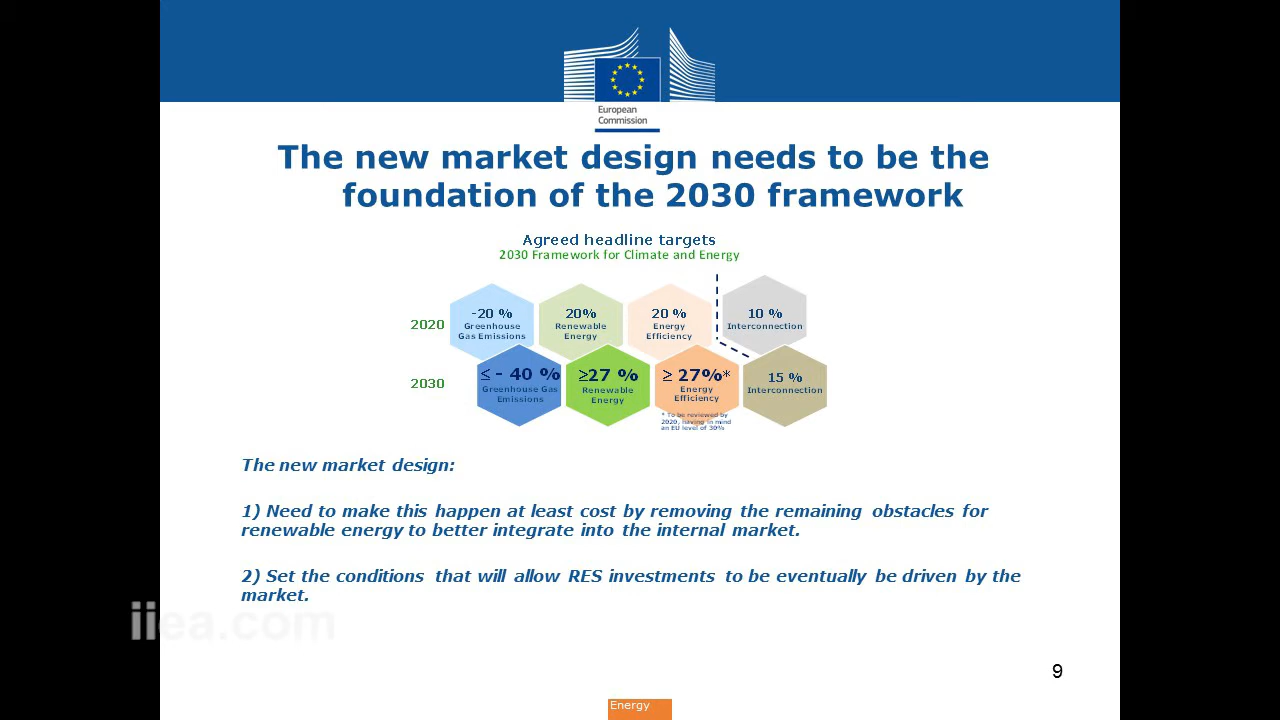 European
Commission
The new market design needs to be the
foundation of the 2030 framework
Agreed headline targets
2030 Framework for Climate and Energy
2020
-20 %
Greenhouse
Gas Emissions
20%
Renewable
Energy
20 %
Energy
Efficiency
10 %
Interconnection
2030
≤ - 40 %
Greenhouse Gas
Emissions
≥27 %
Renewable
Energy
≥ 27%*
Energy
Efficiency
15 %
Interconnection
* To be reviewed by
2020, having in mind
an EU level of 30%
The new market design:
1) Need to make this happen at least cost by removing the remaining obstacles for
renewable energy to better integrate into the internal market.
2) Set the conditions that will allow RES investments to be eventually be driven by the
market.
iiea.com
9
Energy